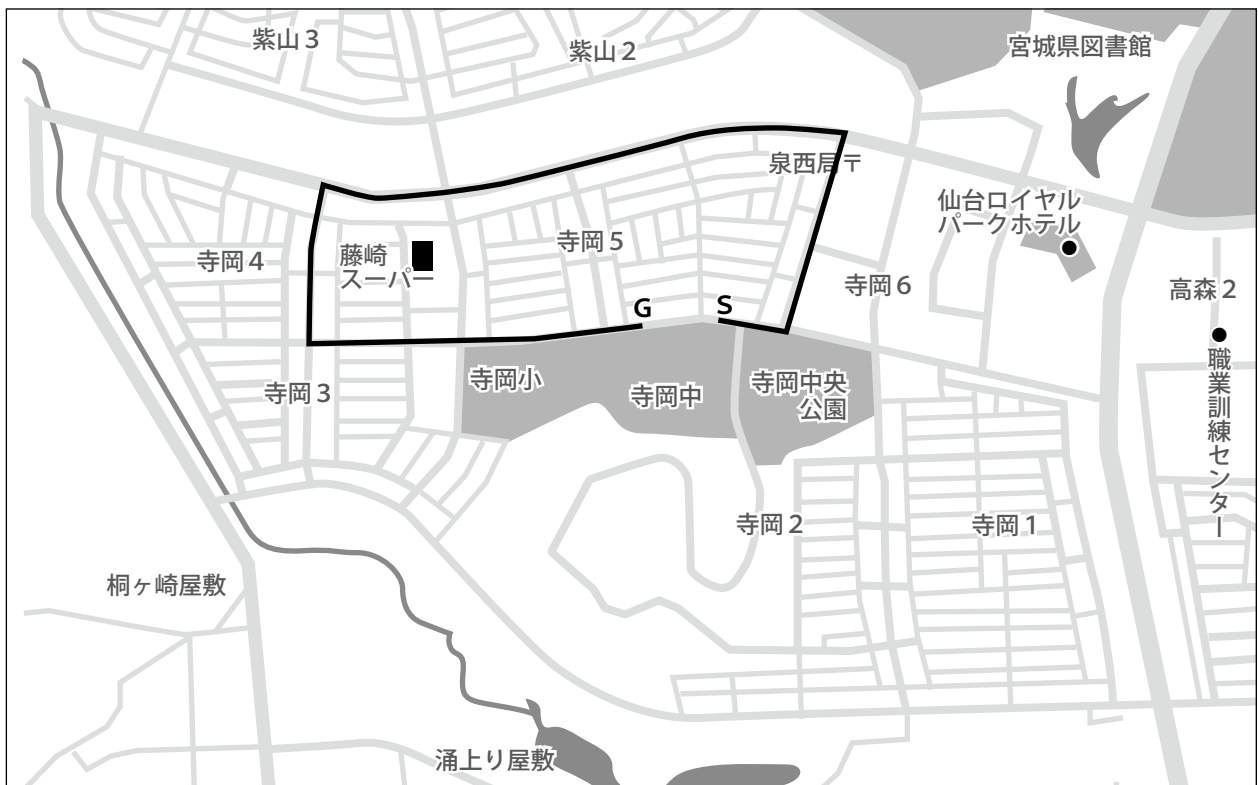 紫山３
紫山２
宮城県図書館
泉西局〒
仙台ロイヤル
パークホテル
寺岡４
藤崎
スーパー
寺岡５
寺岡６
高森２
G
S
職業訓練センター
寺岡３
寺岡小
寺岡中
寺岡中央
公園
寺岡２
寺岡１
桐ヶ崎屋敷
涌上り屋敷